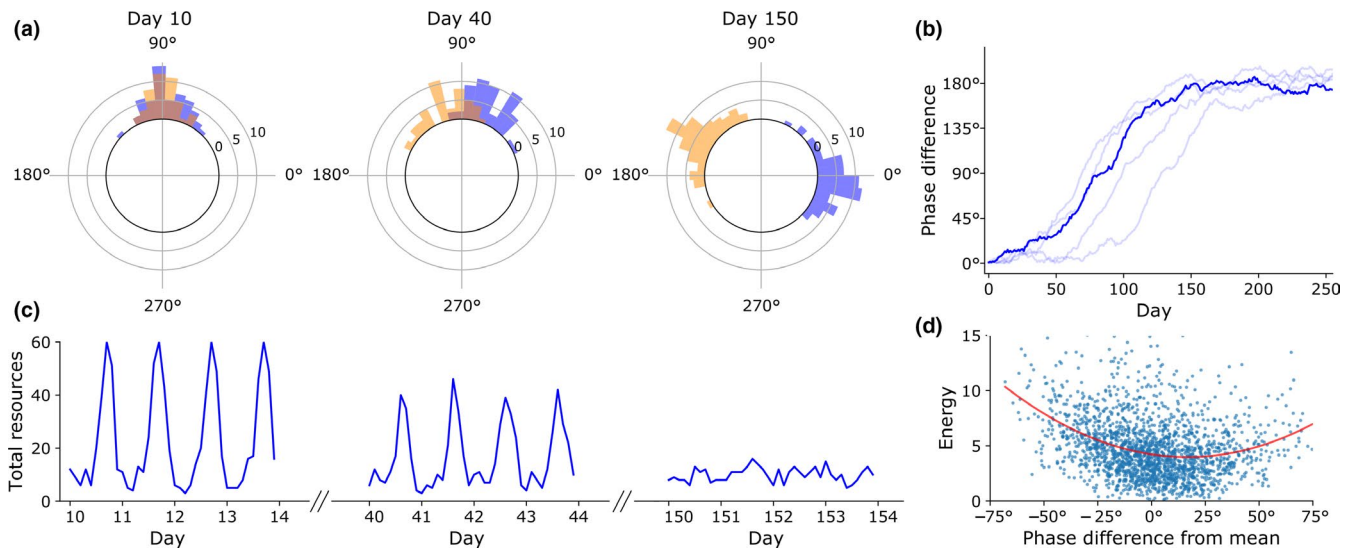 (a)
Day 10
90°
180°
0°
270°
0
5
10
Day 40
90°
180°
0°
270°
0
5
10
Day 150
90°
180°
0°
270°
0
5
10
(b)
Phase difference
180°
135°
90°
45°
0°
0 50 100 150 200 250
Day
(c)
Total resources
60
40
20
0
10 11 12 13 14
Day
40 41 42 43 44
Day
150 151 152 153 154
Day
(d)
Energy
15
10
5
0
−75° −50° −25° 0° 25° 50° 75°
Phase difference from mean